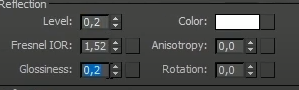 Reflection
Level: 0,2 Color:
Fresnel IOR: 1,52 Anisotropy: 0,0
Glossiness: 0,2 Rotation: 0,0